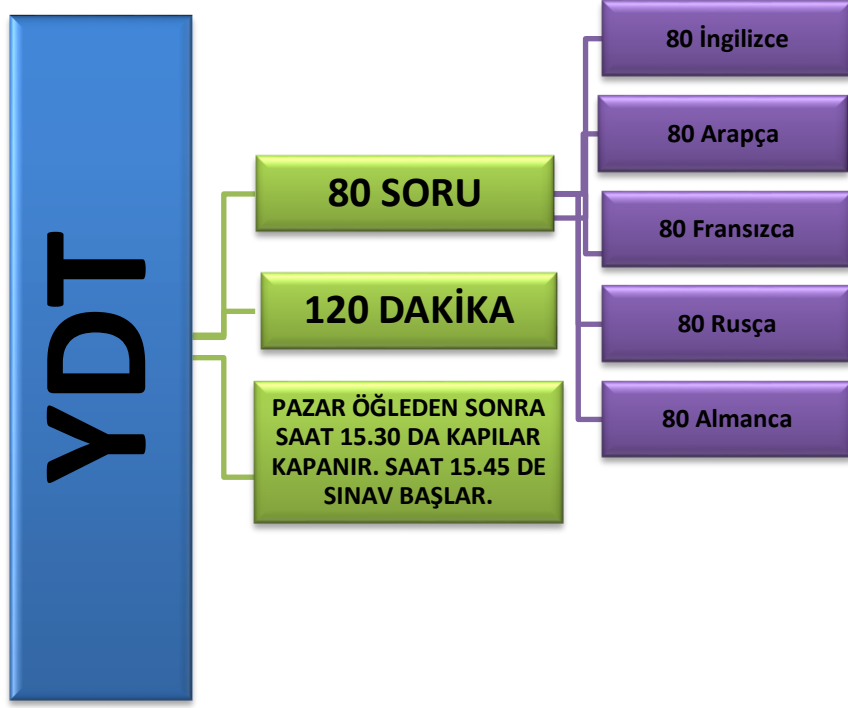 YDT
80 SORU
120 DAKİKA
PAZAR ÖĞLEDEN SONRA
SAAT 15.30 DA KAPILAR
KAPANIR. SAAT 15.45 DE
SINAV BAŞLAR.
80 İngilizce
80 Arapça
80 Fransızca
80 Rusça
80 Almanca